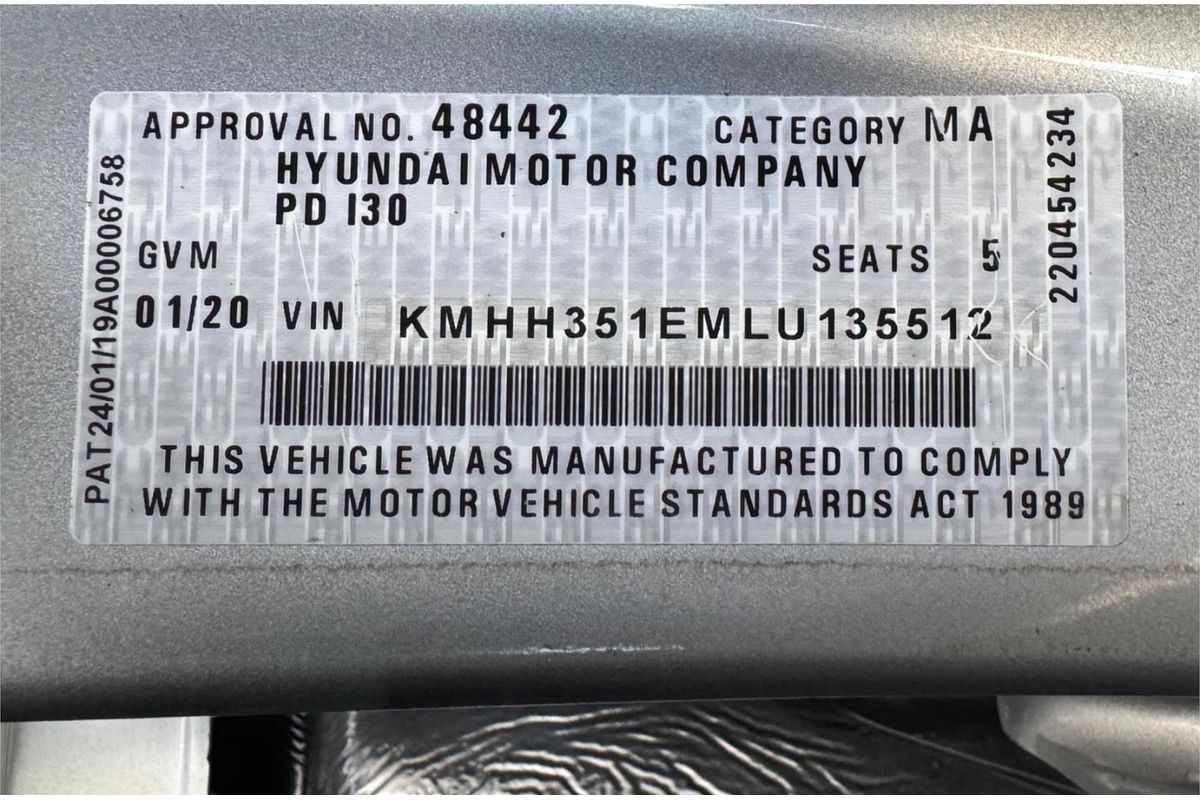 APPROVAL NO. 48442 CATEGORY MA
HYUNDAI MOTOR COMPANY
PD I30
GVM SEATS 5
01/20 VIN KMHH351EMLU135512
THIS VEHICLE WAS MANUFACTURED TO COMPLY
WITH THE MOTOR VEHICLE STANDARDS ACT 1989
PAT24/01/19A00006758
2204542234